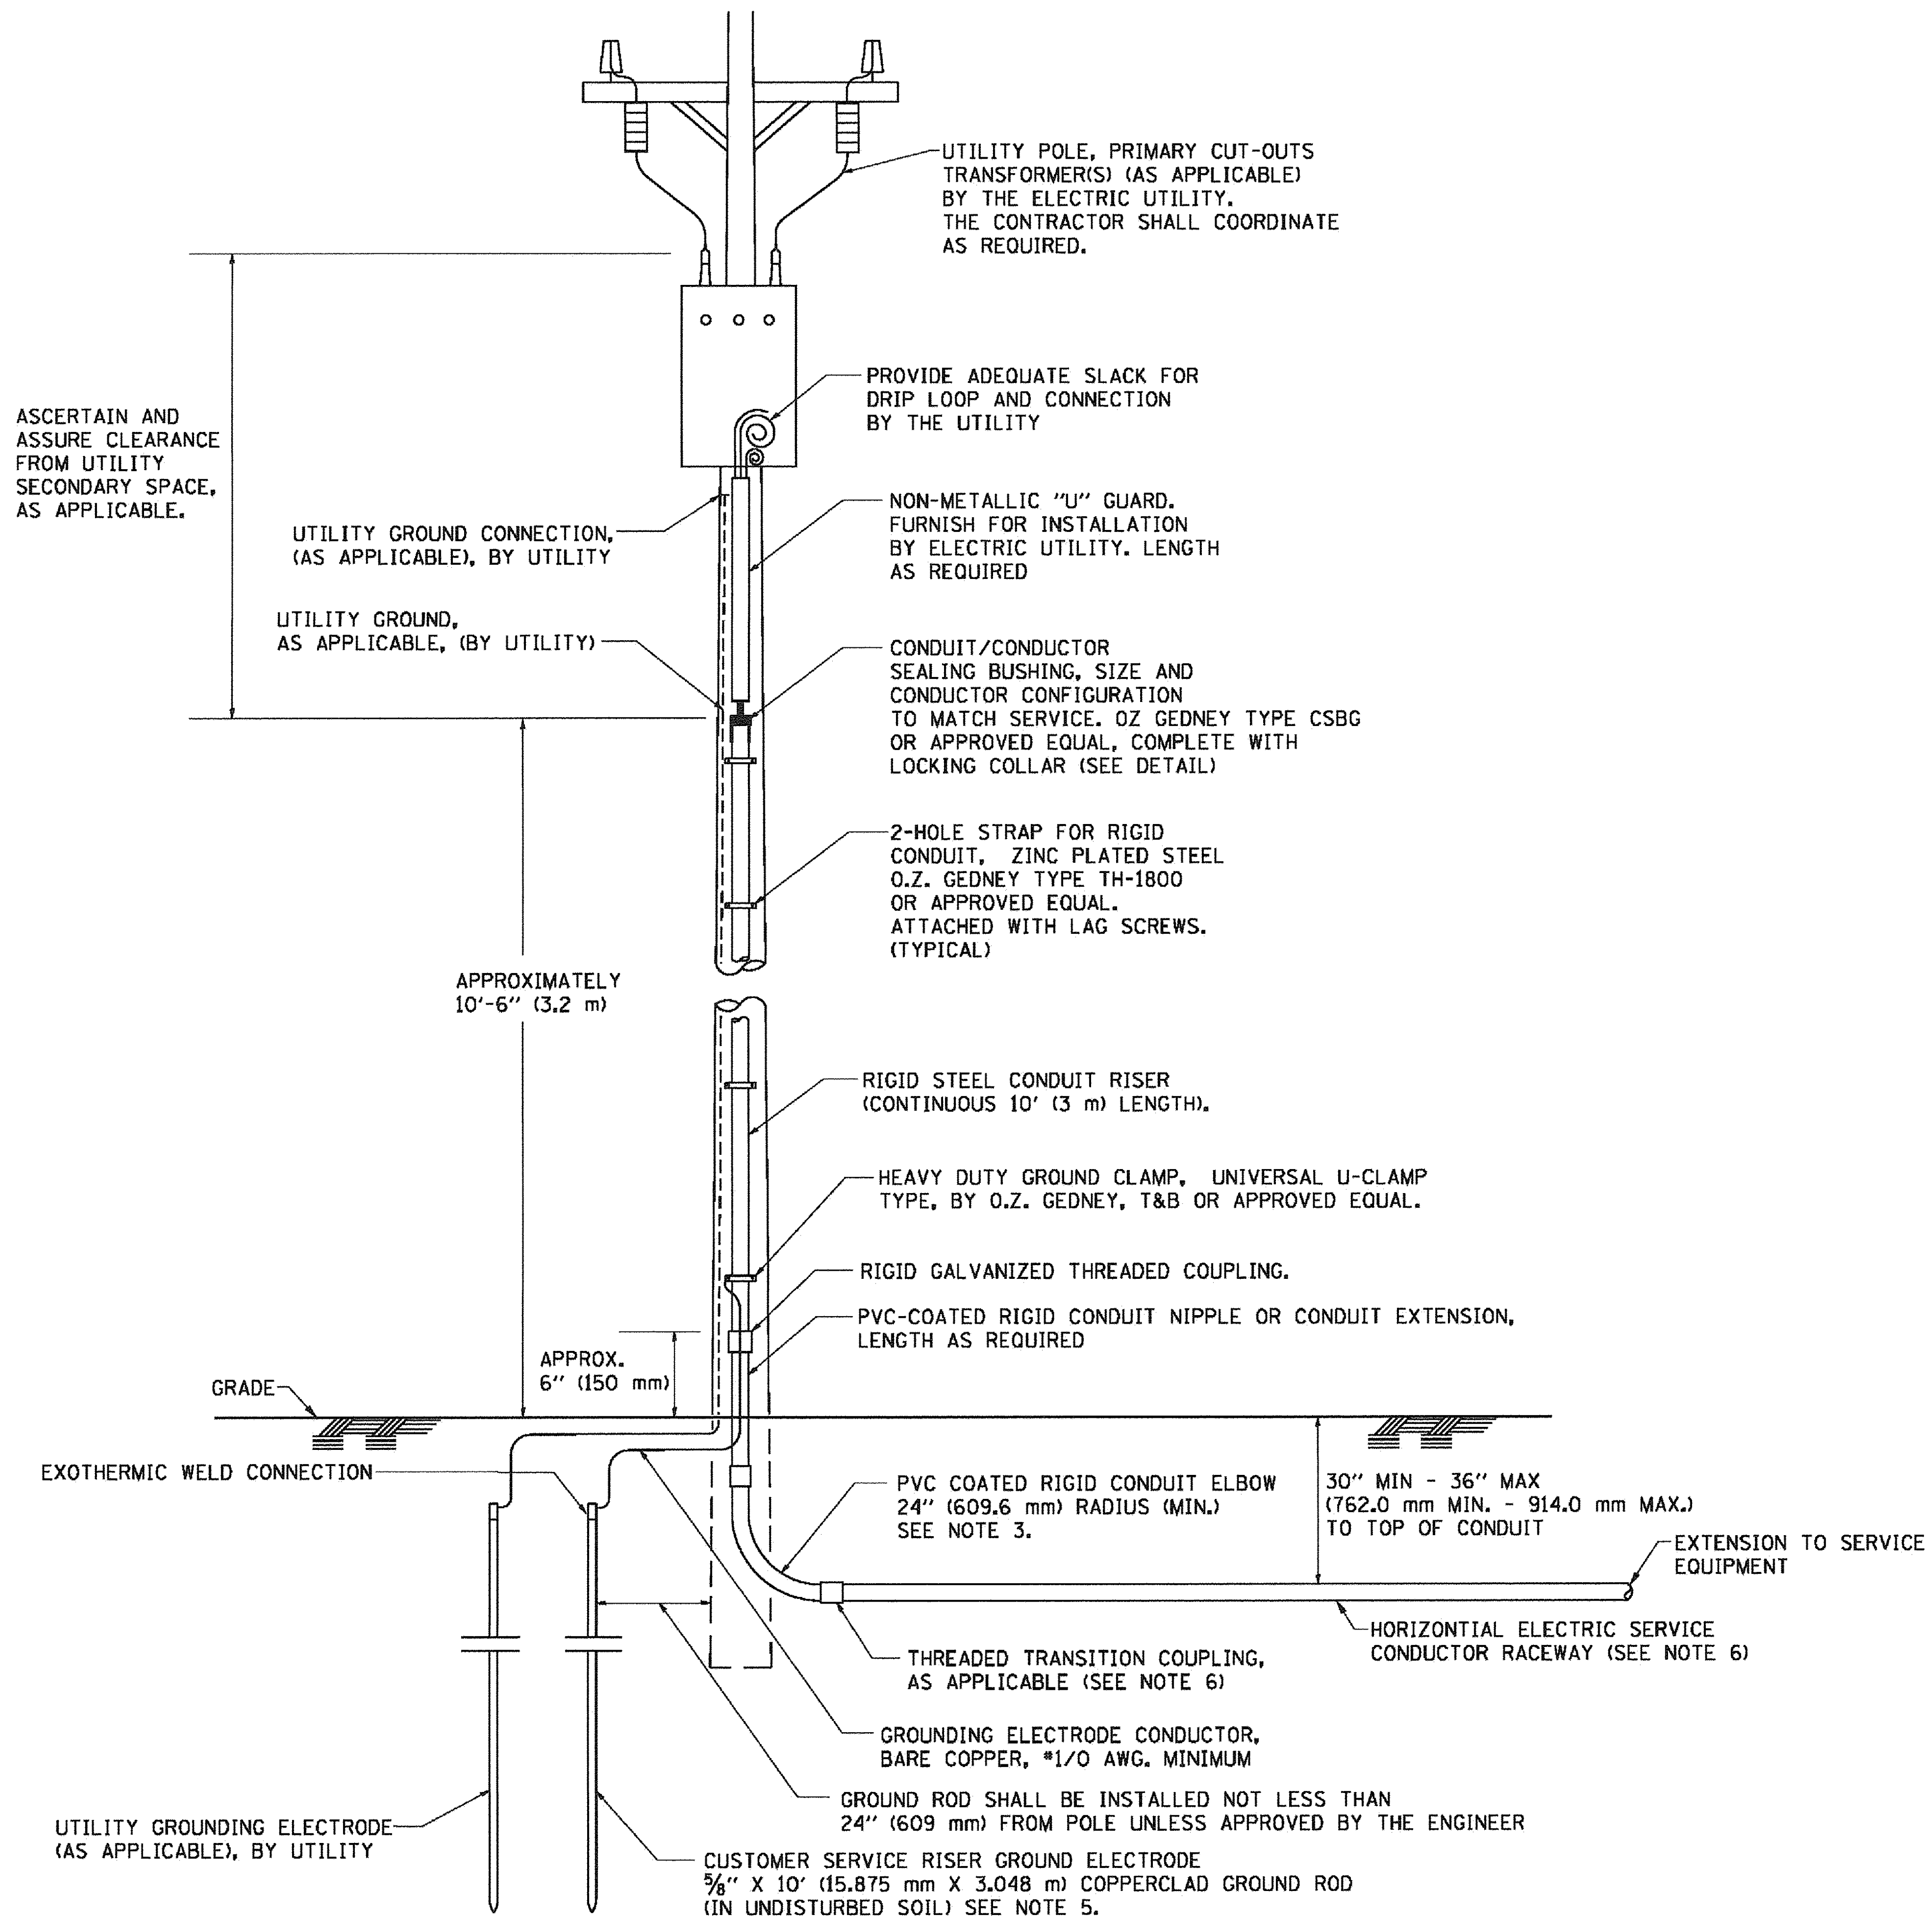 UTILITY POLE, PRIMARY CUT-OUTS
TRANSFORMER(S) (AS APPLICABLE)
BY THE ELECTRIC UTILITY.
THE CONTRACTOR SHALL COORDINATE
AS REQUIRED.
PROVIDE ADEQUATE SLACK FOR
DRIP LOOP AND CONNECTION
BY THE UTILITY
ASCERTAIN AND
ASSURE CLEARANCE
FROM UTILITY
SECONDARY SPACE,
AS APPLICABLE.
NON-METALLIC "U" GUARD.
FURNISH FOR INSTALLATION
BY ELECTRIC UTILITY. LENGTH
AS REQUIRED
UTILITY GROUND CONNECTION,
(AS APPLICABLE), BY UTILITY
UTILITY GROUND,
AS APPLICABLE, (BY UTILITY)
CONDUIT/CONDUCTOR
SEALING BUSHING, SIZE AND
CONDUCTOR CONFIGURATION
TO MATCH SERVICE. OZ GEDNEY TYPE CSBG
OR APPROVED EQUAL, COMPLETE WITH
LOCKING COLLAR (SEE DETAIL)
2-HOLE STRAP FOR RIGID
CONDUIT, ZINC PLATED STEEL
O.Z. GEDNEY TYPE TH-1800
OR APPROVED EQUAL.
ATTACHED WITH LAG SCREWS.
(TYPICAL)
APPROXIMATELY
10'-6" (3.2 m)
RIGID STEEL CONDUIT RISER
(CONTINUOUS 10' (3 m) LENGTH).
HEAVY DUTY GROUND CLAMP, UNIVERSAL U-CLAMP
TYPE, BY O.Z. GEDNEY, T&B OR APPROVED EQUAL.
RIGID GALVANIZED THREADED COUPLING.
PVC-COATED RIGID CONDUIT NIPPLE OR CONDUIT EXTENSION,
LENGTH AS REQUIRED
APPROX.
6" (150 mm)
GRADE
EXOTHERMIC WELD CONNECTION
PVC COATED RIGID CONDUIT ELBOW
24" (609.6 mm) RADIUS (MIN.)
SEE NOTE 3.
30" MIN - 36" MAX
(762.0 mm MIN. - 914.0 mm MAX.)
TO TOP OF CONDUIT
EXTENSION TO SERVICE
EQUIPMENT
HORIZONTIAL ELECTRIC SERVICE
CONDUCTOR RACEWAY (SEE NOTE 6)
THREADED TRANSITION COUPLING,
AS APPLICABLE (SEE NOTE 6)
GROUNDING ELECTRODE CONDUCTOR,
BARE COPPER, #1/0 AWG. MINIMUM
GROUND ROD SHALL BE INSTALLED NOT LESS THAN
24" (609 mm) FROM POLE UNLESS APPROVED BY THE ENGINEER
UTILITY GROUNDING ELECTRODE
(AS APPLICABLE), BY UTILITY
CUSTOMER SERVICE RISER GROUND ELECTRODE
5/8" X 10' (15.875 mm X 3.048 m) COPPERCLAD GROUND ROD
(IN UNDISTURBED SOIL) SEE NOTE 5.